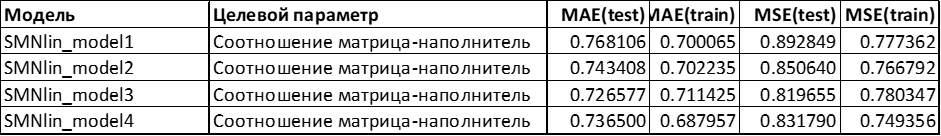 Модель Целевой параметр MAE(test) MAE(train) MSE(test) MSE(train)
SMNlin_model1 Соотношение матрица-наполнитель 0.768106 0.700065 0.892849 0.777362
SMNlin_model2 Соотношение матрица-наполнитель 0.743408 0.702235 0.850640 0.766792
SMNlin_model3 Соотношение матрица-наполнитель 0.726577 0.711425 0.819655 0.780347
SMNlin_model4 Соотношение матрица-наполнитель 0.736500 0.687957 0.831790 0.749356